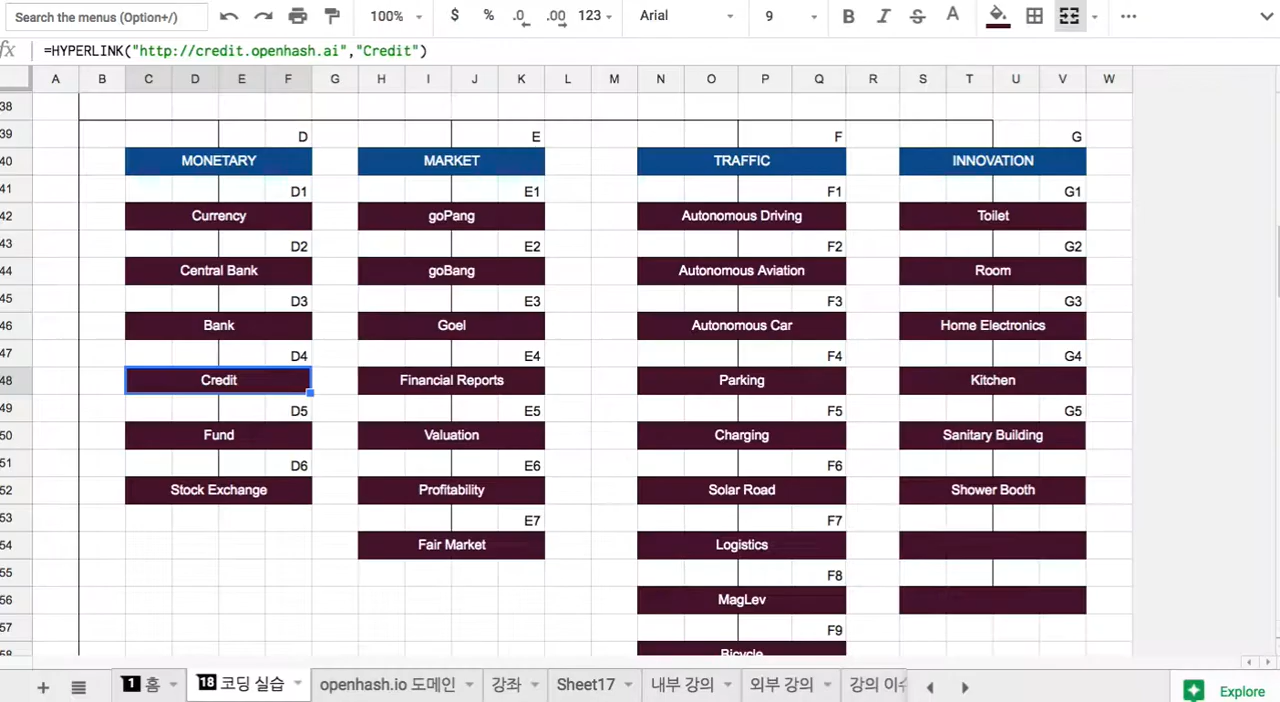 Search the menus (Option+/)
100%
$ % .0 .00 123
Arial
9
B I S A
fx
=HYPERLINK("http://credit.openhash.ai","Credit")
A B C D E F G H I J K L M N O P Q R S T U V W
38
39 D E F G
40 MONETARY MARKET TRAFFIC INNOVATION
41 D1 E1 F1 G1
42 Currency goPang Autonomous Driving Toilet
43 D2 E2 F2 G2
44 Central Bank goBang Autonomous Aviation Room
45 D3 E3 F3 G3
46 Bank Goel Autonomous Car Home Electronics
47 D4 E4 F4 G4
48 Credit Financial Reports Parking Kitchen
49 D5 E5 F5 G5
50 Fund Valuation Charging Sanitary Building
51 D6 E6 F6
52 Stock Exchange Profitability Solar Road Shower Booth
53 E7 F7
54 Fair Market Logistics
55 F8
56 MagLev
57 F9
58 Bicycle
1 홈
18 코딩 실습
openhash.io 도메인
강좌
Sheet17
내부 강의
외부 강의
강의 이슈
Explore